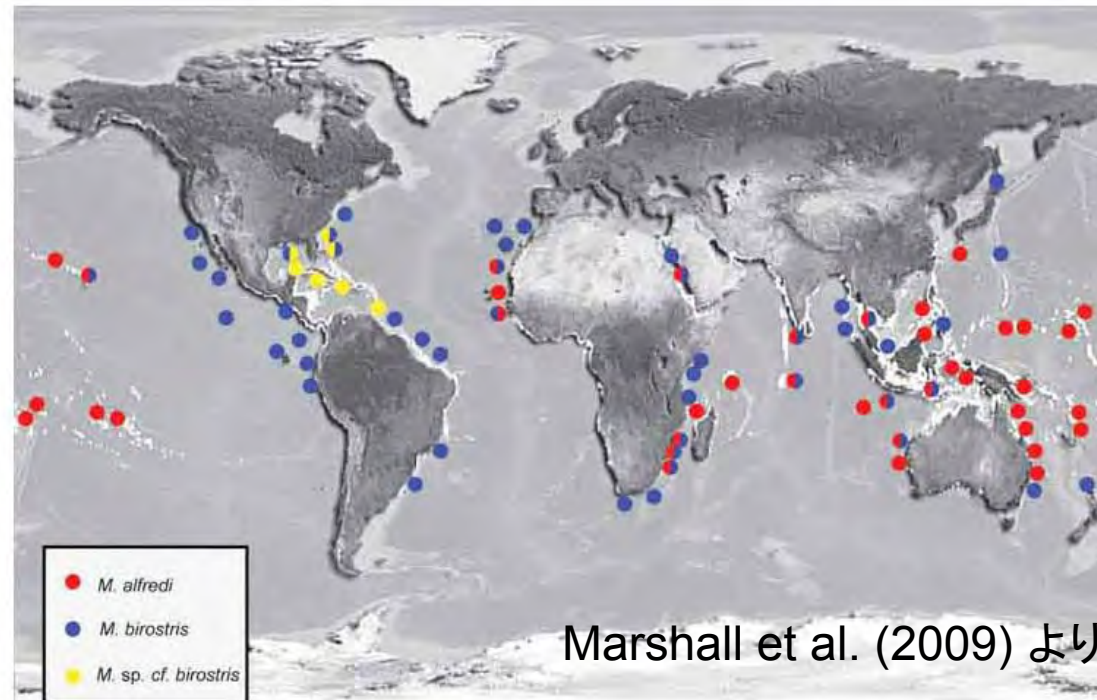 M. alfredi
M. birostris
M. sp. cf. birostris
Marshall et al. (2009) より